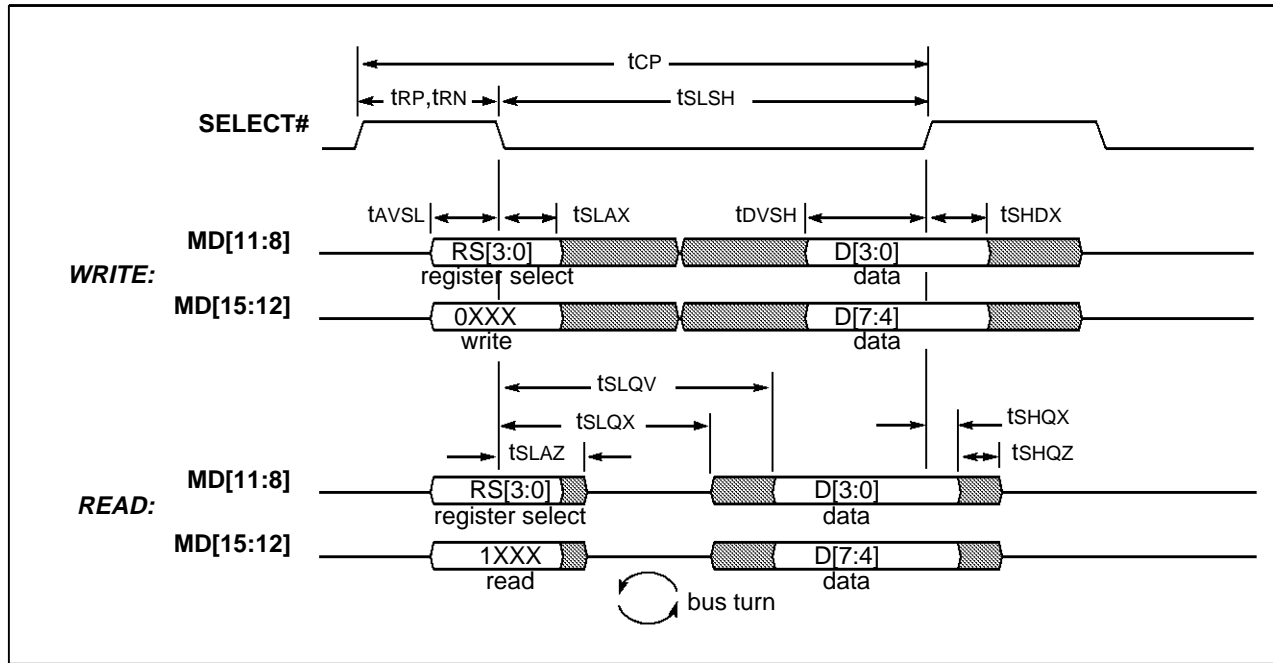 tCP
tRP,tRN tSLSH
SELECT#
tAVSL tSLAX tDVSH tSHDX
MD[11:8] RS[3:0] D[3:0]
WRITE: register select data
MD[15:12] 0XXX D[7:4]
write data
tSLQV
tSLQX tSHQX
tSLAZ tSHQZ
MD[11:8] RS[3:0] D[3:0]
READ: register select data
MD[15:12] 1XXX D[7:4]
read data
bus turn